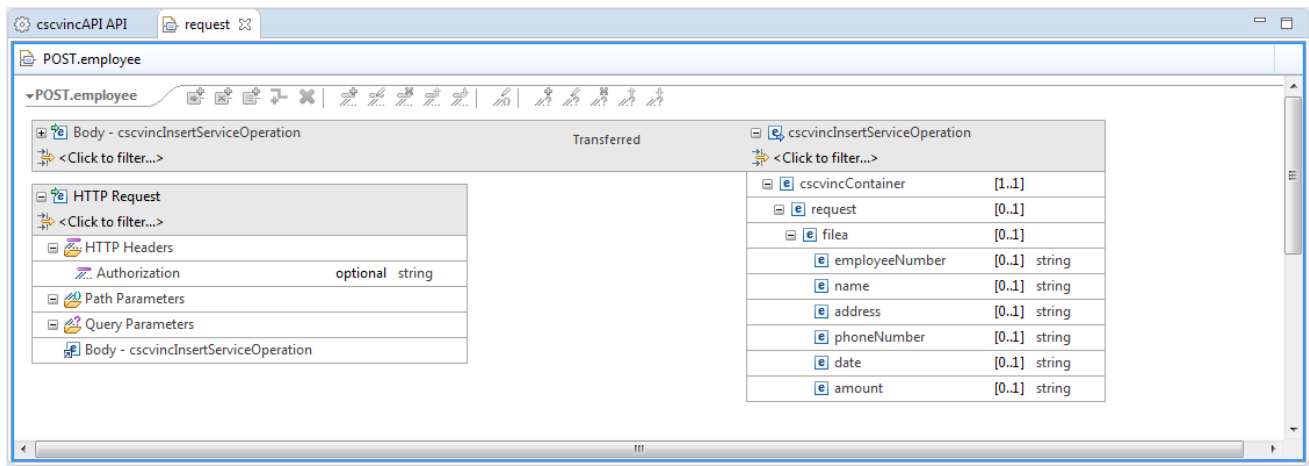 cscvincAPI API request
POST.employee
POST.employee
Body - cscvincInsertServiceOperation Transferred cscvincInsertServiceOperation
<Click to filter...> <Click to filter...>
cscvincContainer [1..1]
HTTP Request
request [0..1]
<Click to filter...>
filea [0..1]
HTTP Headers
employeeNumber [0..1] string
Authorization optional string
name [0..1] string
Path Parameters
address [0..1] string
Query Parameters
phoneNumber [0..1] string
Body - cscvincInsertServiceOperation
date [0..1] string
amount [0..1] string